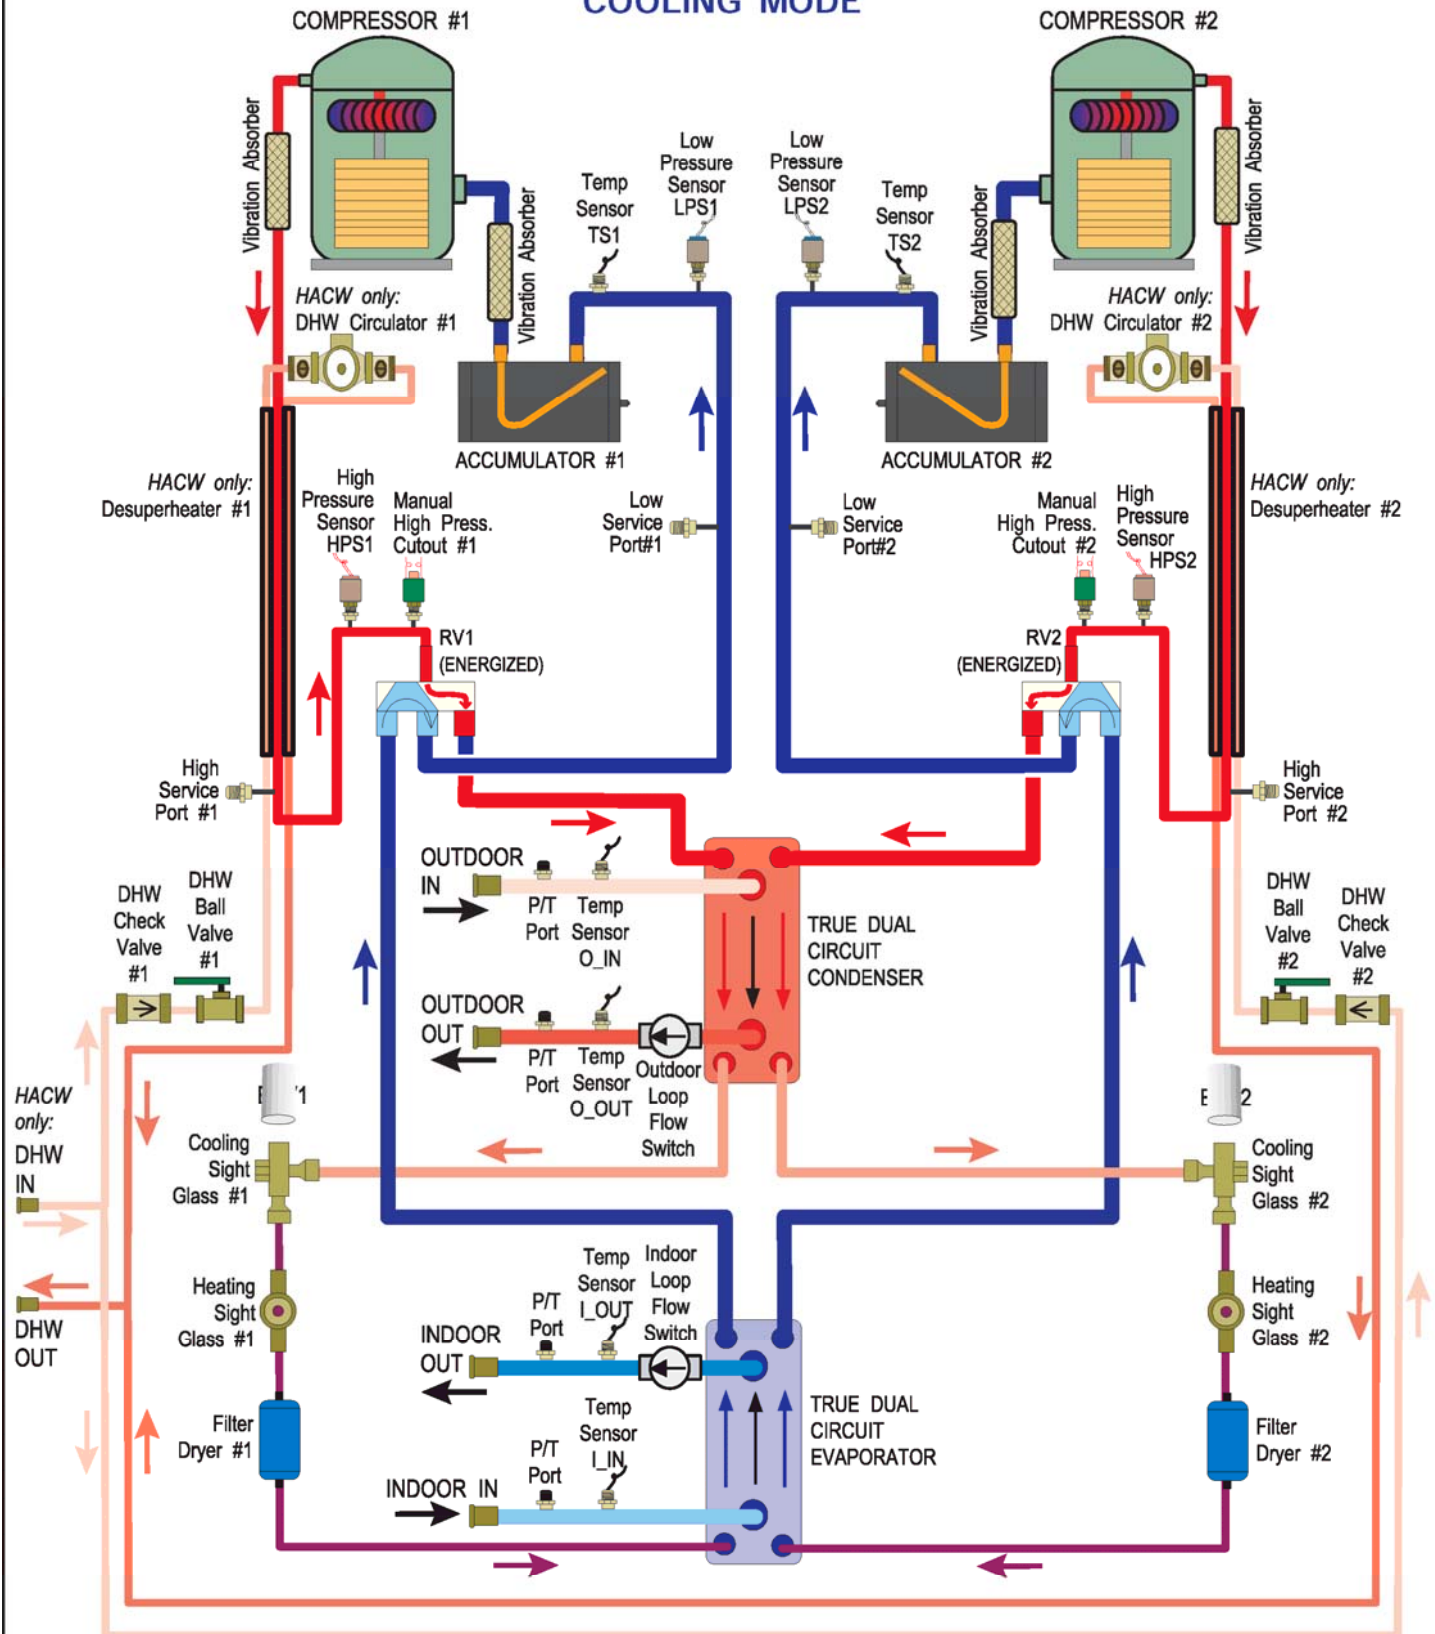 COOLING MODE
COMPRESSOR #1
COMPRESSOR #2
Vibration Absorber
Vibration Absorber
Vibration Absorber
Vibration Absorber
Temp
Sensor
TS1
Low
Pressure
Sensor
LPS1
Low
Pressure
Sensor
LPS2
Temp
Sensor
TS2
HACW only:
DHW Circulator #1
HACW only:
DHW Circulator #2
ACCUMULATOR #1
ACCUMULATOR #2
HACW only:
Desuperheater #1
High
Pressure
Sensor
HPS1
Manual
High Press.
Cutout #1
Low
Service
Port#1
Low
Service
Port#2
Manual
High Press.
Cutout #2
High
Pressure
Sensor
HPS2
HACW only:
Desuperheater #2
RV1
(ENERGIZED)
RV2
(ENERGIZED)
High
Service
Port #1
High
Service
Port #2
OUTDOOR
IN
P/T
Port
Temp
Sensor
O_IN
TRUE DUAL
CIRCUIT
CONDENSER
DHW
Check
Valve
#1
DHW
Ball
Valve
#1
DHW
Ball
Valve
#2
DHW
Check
Valve
#2
OUTDOOR
OUT
P/T
Port
Temp
Sensor
O_OUT
Outdoor
Loop
Flow
Switch
HACW
only:
DHW
IN
DHW
OUT
Cooling
Sight
Glass #1
Cooling
Sight
Glass #2
Heating
Sight
Glass #1
Heating
Sight
Glass #2
INDOOR
OUT
P/T
Port
Temp
Sensor
I_OUT
Indoor
Loop
Flow
Switch
Filter
Dryer #1
Filter
Dryer #2
INDOOR IN
P/T
Port
Temp
Sensor
I_IN
TRUE DUAL
CIRCUIT
EVAPORATOR